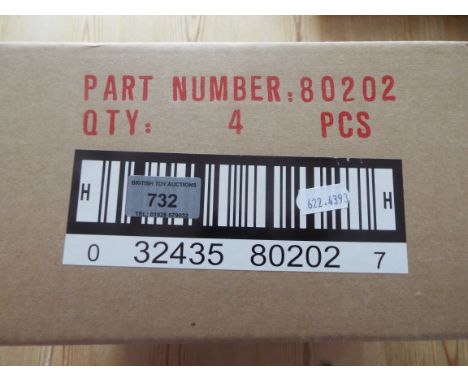 PART NUMBER: 80202
QTY: 4 PCS
H H
BRITISH TOY AUCTIONS
732
622.4393
0 32435 80202 7